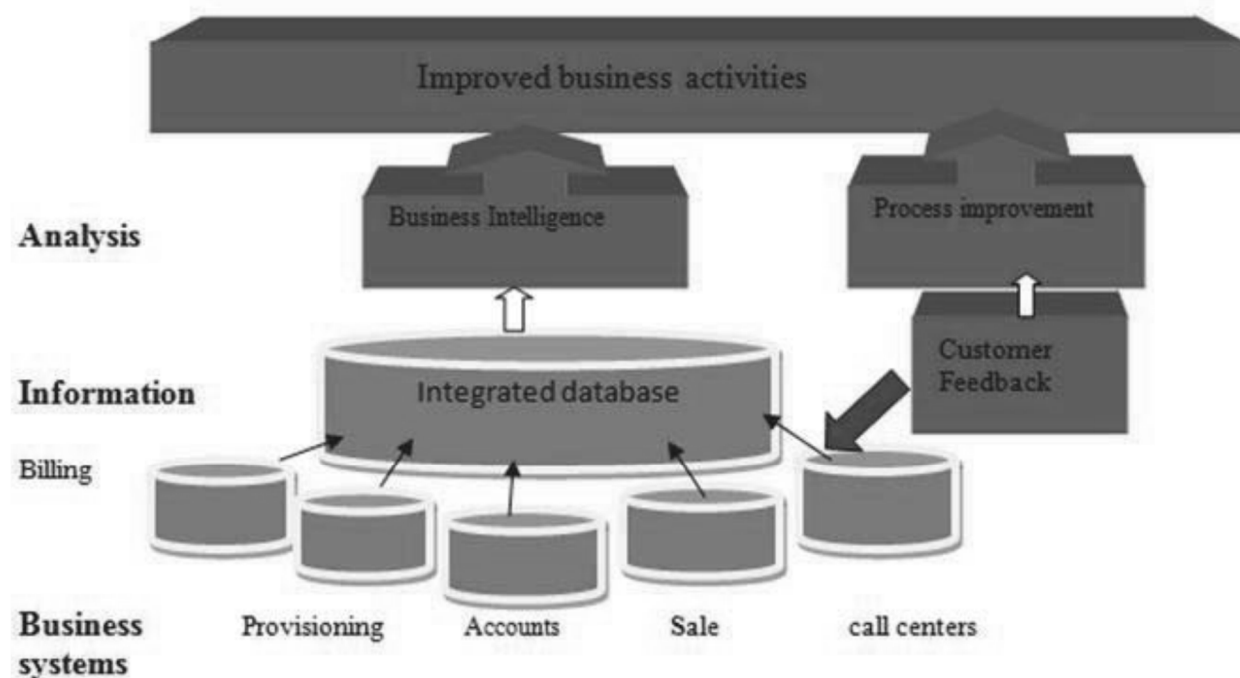 Improved business activities
Business Intelligence
Process improvement
Analysis
Customer
Feedback
Information
Integrated database
Billing
Business
systems
Provisioning
Accounts
Sale
call centers